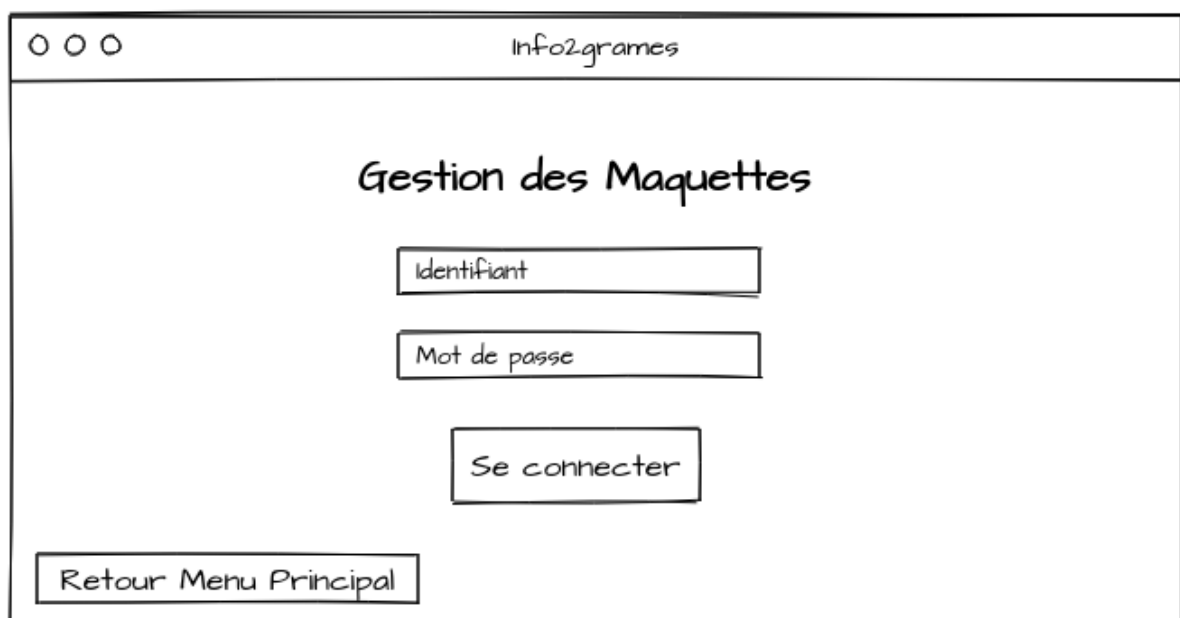 Info2grames
Gestion des Maquettes
Identifiant
Mot de passe
Se connecter
Retour Menu Principal